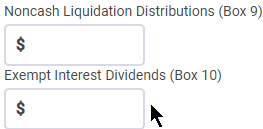 Noncash Liquidation Distributions (Box 9)
$
Exempt Interest Dividends (Box 10)
$